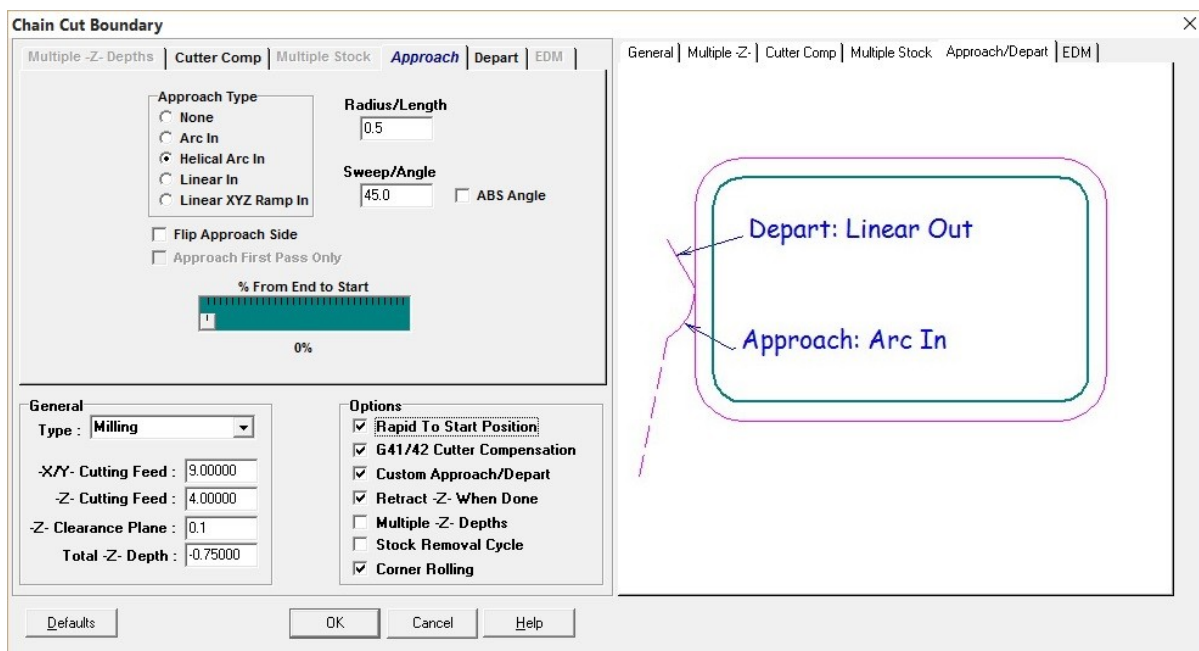 Chain Cut Boundary
Multiple -Z- Depths Cutter Comp Multiple Stock Approach Depart EDM
Approach Type
None
Arc In
Helical Arc In
Linear In
Linear XYZ Ramp In
Radius/Length
0.5
Sweep/Angle
45.0 ABS Angle
Flip Approach Side
Approach First Pass Only
% From End to Start
0%
General
Type : Milling
-X/Y- Cutting Feed : 9.00000
-Z- Cutting Feed : 4.00000
-Z- Clearance Plane : 0.1
Total -Z- Depth : -0.75000
Options
Rapid To Start Position
G41/42 Cutter Compensation
Custom Approach/Depart
Retract -Z- When Done
Multiple -Z- Depths
Stock Removal Cycle
Corner Rolling
Defaults OK Cancel Help
General Multiple -Z- Cutter Comp Multiple Stock Approach/Depart EDM
Depart: Linear Out
Approach: Arc In